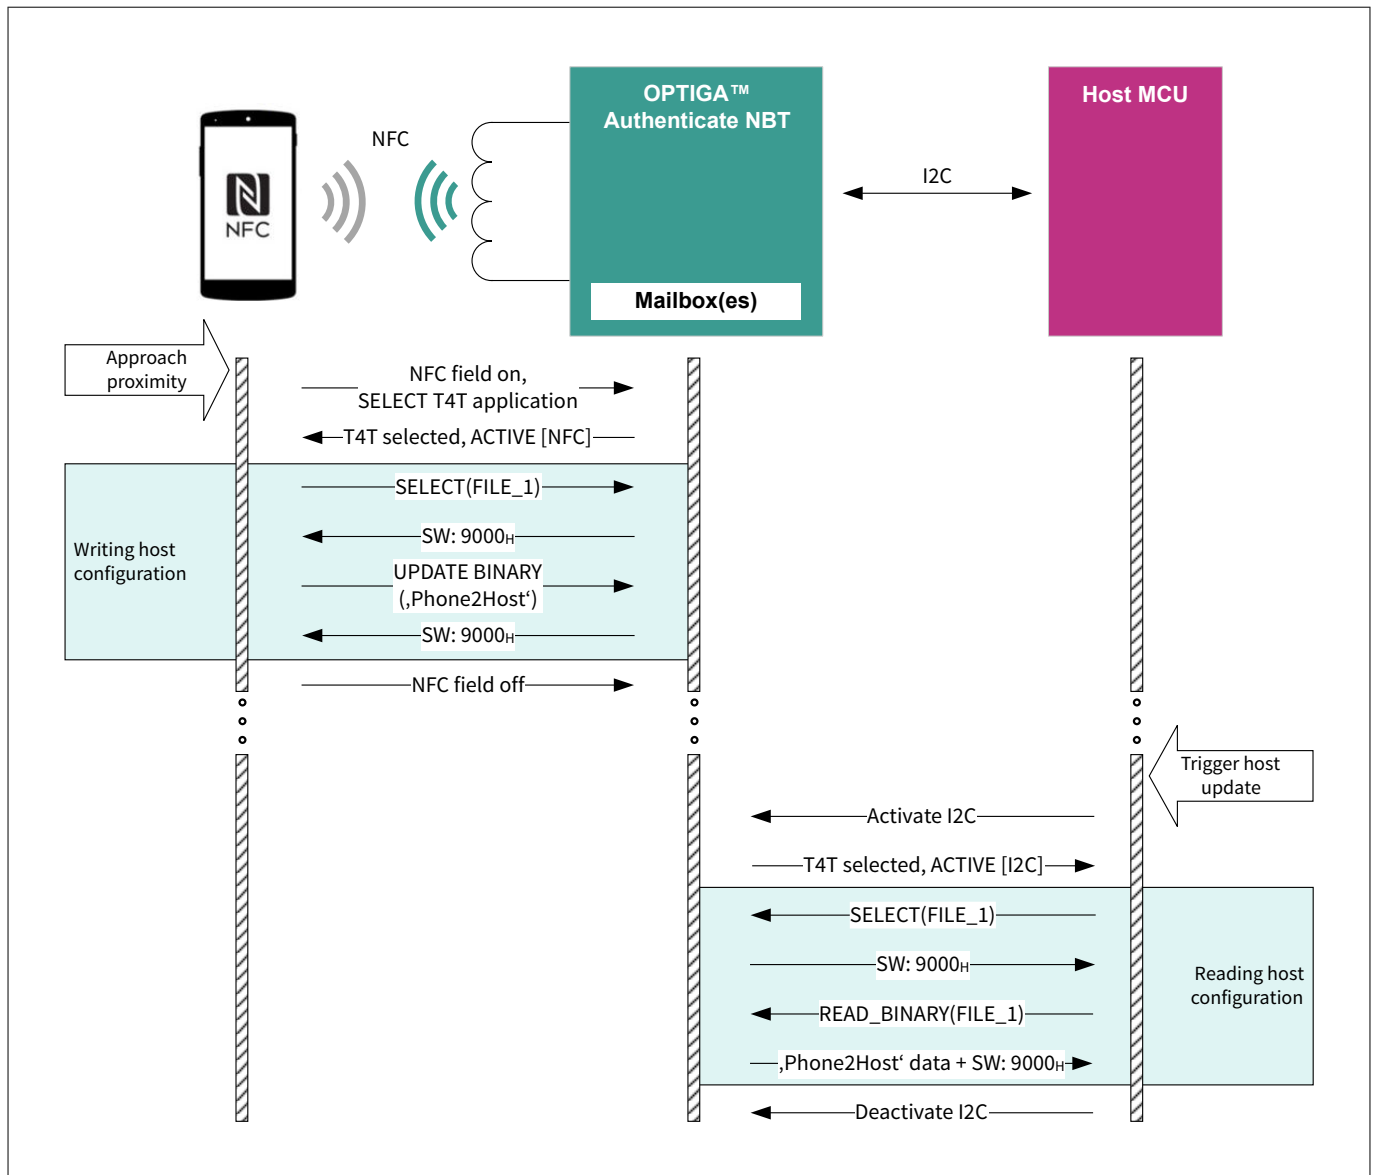 OPTIGA™
Authenticate NBT
Host MCU
NFC
I2C
NFC
Mailbox(es)
Approach
proximity
NFC field on,
SELECT T4T application
T4T selected, ACTIVE [NFC]
SELECT(FILE_1)
SW: 9000H
Writing host
configuration
UPDATE BINARY
(‚Phone2Host‘)
SW: 9000H
NFC field off
Trigger host
update
Activate I2C
T4T selected, ACTIVE [I2C]
SELECT(FILE_1)
SW: 9000H
Reading host
configuration
READ_BINARY(FILE_1)
‚Phone2Host‘ data + SW: 9000H
Deactivate I2C